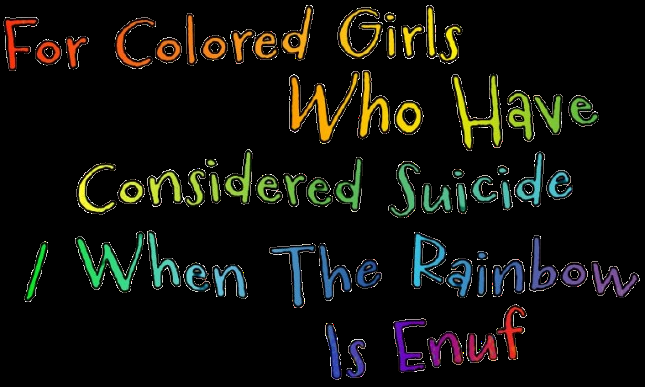 For Colored Girls
Who Have
Considered Suicide
/ When The Rainbow
Is Enuf